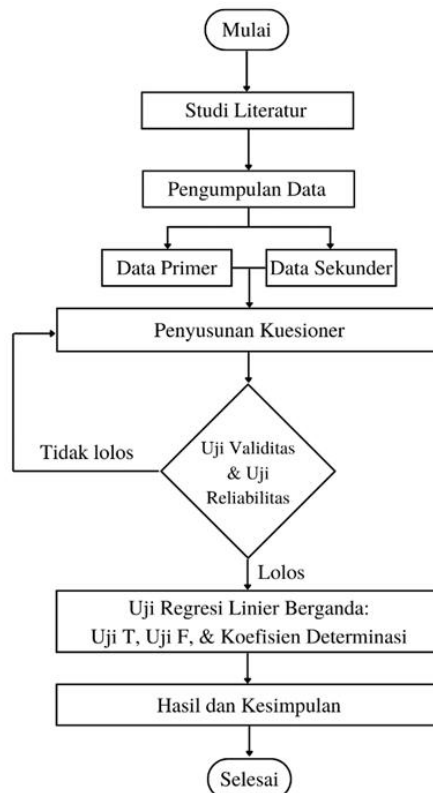 Mulai
Studi Literatur
Pengumpulan Data
Data Primer
Data Sekunder
Penyusunan Kuesioner
Tidak lolos
Uji Validitas
& Uji
Reliabilitas
Lolos
Uji Regresi Linier Berganda:
Uji T, Uji F, & Koefisien Determinasi
Hasil dan Kesimpulan
Selesai